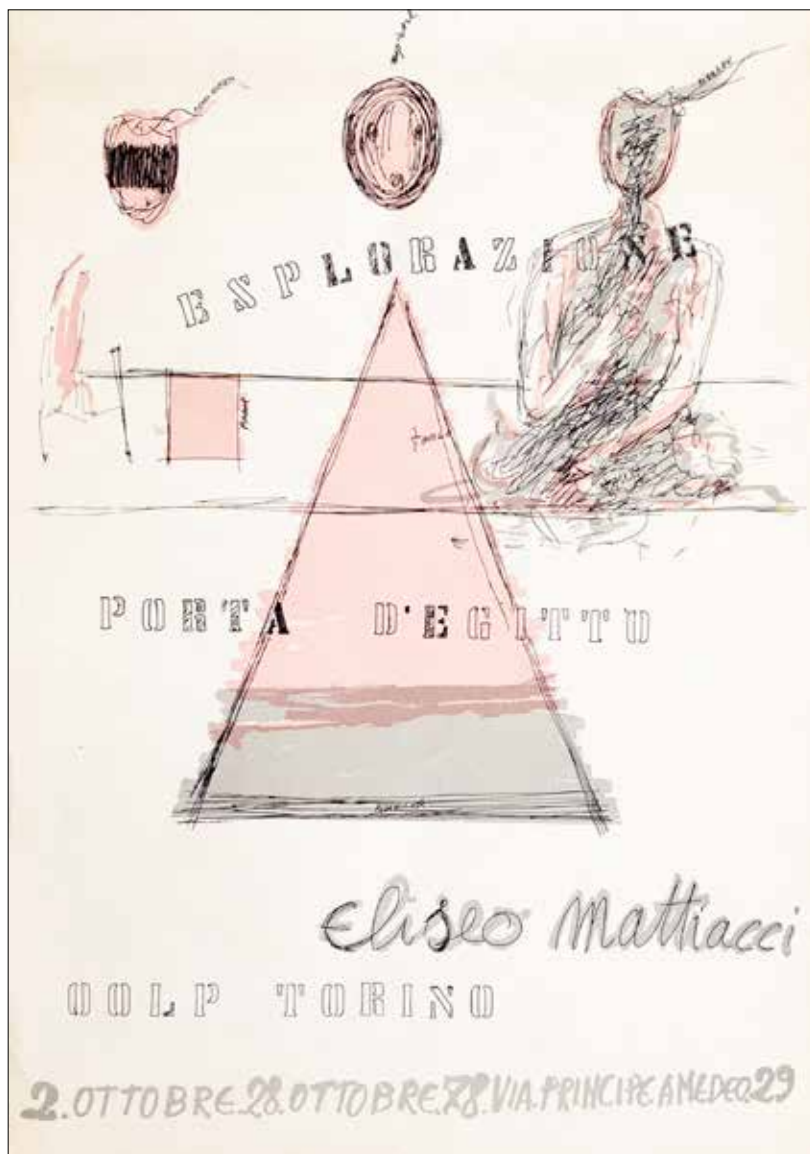 ESPLORAZIONE
PORTA D'EGITTO
Eliseo Mattiacci
OOLP TORINO
2.OTTOBRE.28.OTTOBRE.78.VIA.PRINCIPE AMEDEO.29